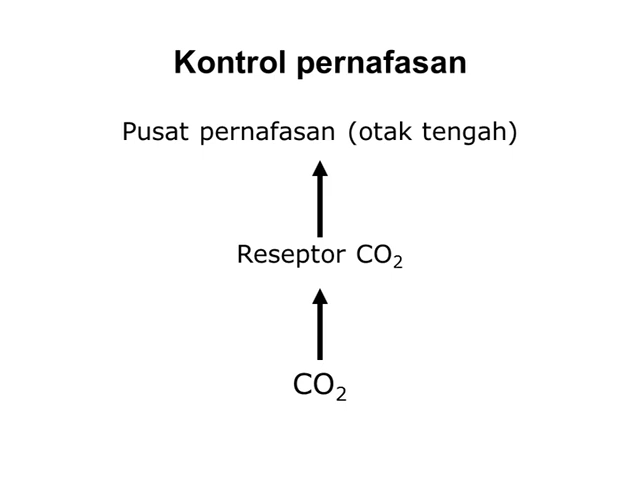 Kontrol pernafasan
Pusat pernafasan (otak tengah)
Reseptor CO₂
CO₂